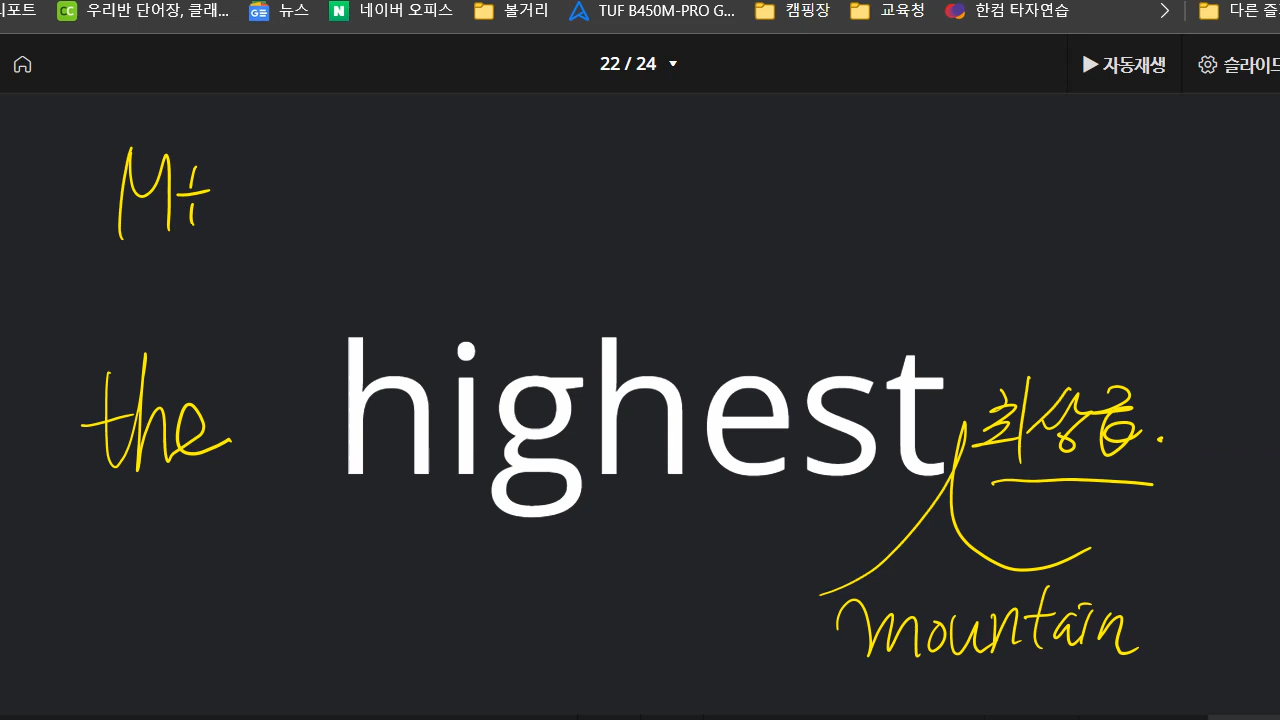 리포트 우리반 단어장, 클래... 뉴스 네이버 오피스 볼거리 TUF B450M-PRO G... 캠핑장 교육청 한컴 타자연습 다른 즐
22 / 24 자동재생 슬라이드
Mt
the highest 최상급.
mountain